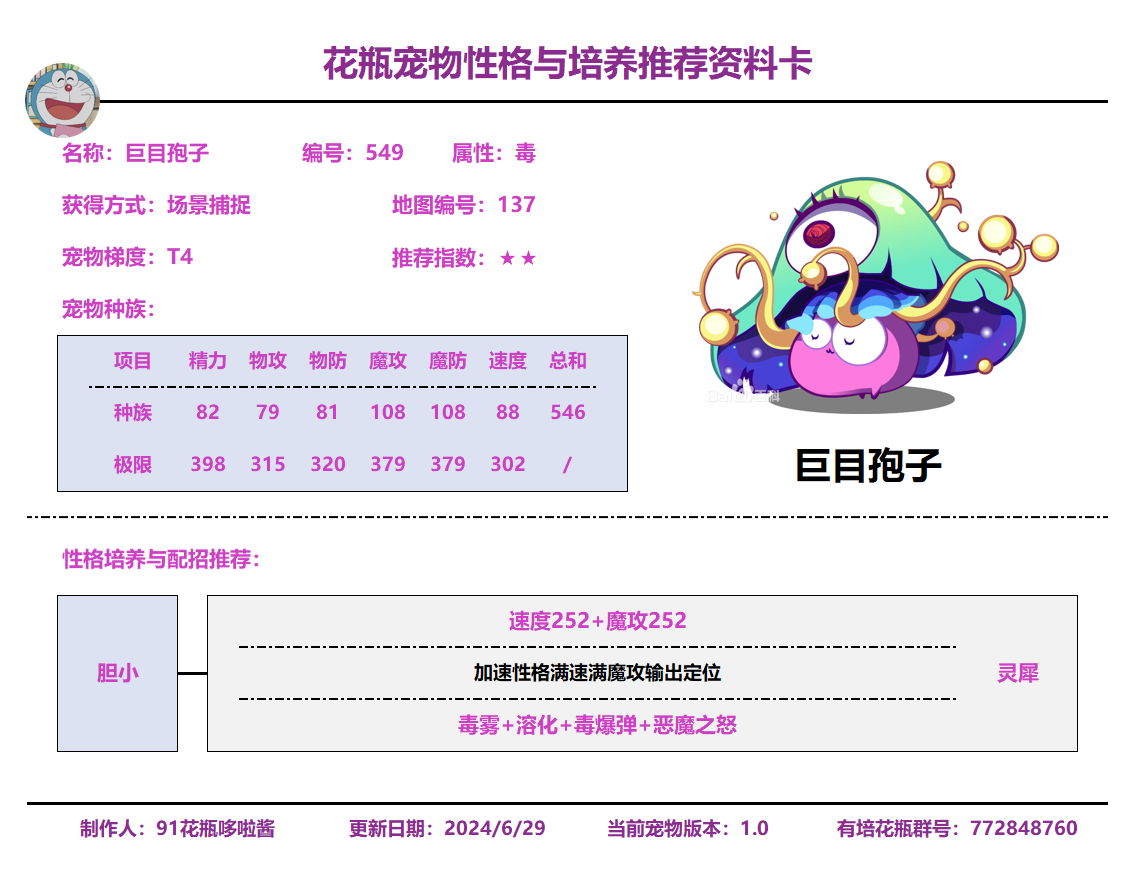 花瓶宠物性格与培养推荐资料卡
名称：巨目孢子 编号：549 属性：毒
获得方式：场景捕捉 地图编号：137
宠物梯度：T4 推荐指数：★★
宠物种族：
项目 精力 物攻 物防 魔攻 魔防 速度 总和
种族 82 79 81 108 108 88 546
极限 398 315 320 379 379 302 /
Bai百科
巨目孢子
性格培养与配招推荐：
胆小
速度252+魔攻252
加速性格满速满魔攻输出定位
毒雾+溶化+毒爆弹+恶魔之怒
灵犀
制作人：91花瓶哆啦酱 更新日期：2024/6/29 当前宠物版本：1.0 有培花瓶群号：772848760